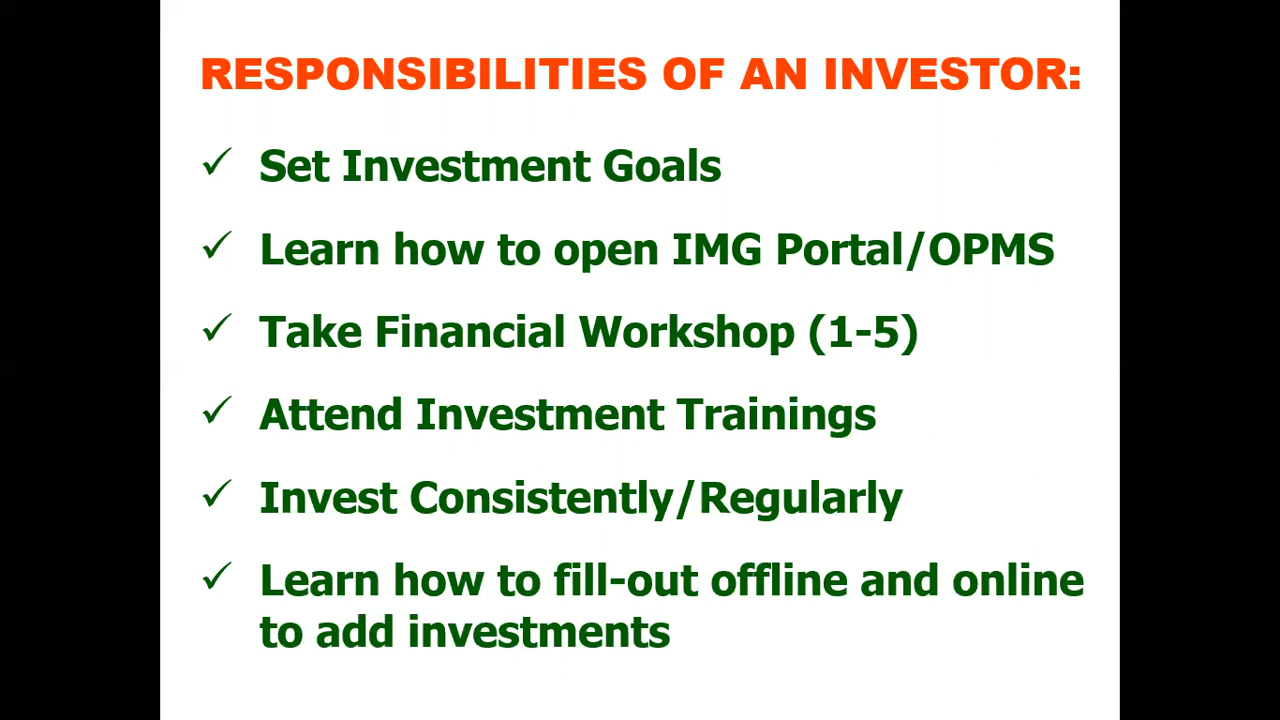 RESPONSIBILITIES OF AN INVESTOR:
✓ Set Investment Goals
✓ Learn how to open IMG Portal/OPMS
✓ Take Financial Workshop (1-5)
✓ Attend Investment Trainings
✓ Invest Consistently/Regularly
✓ Learn how to fill-out offline and online
to add investments